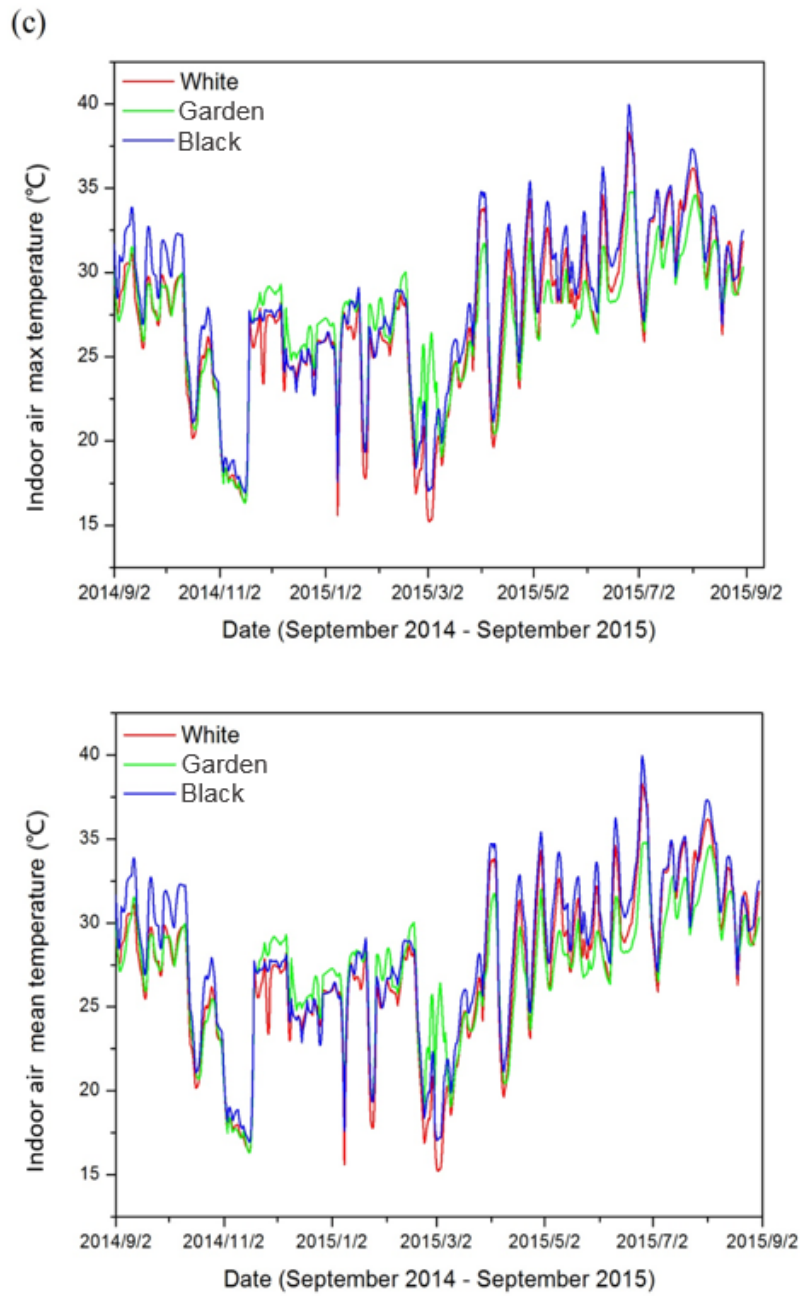 (c)
White
Garden
Black
40
35
30
25
20
15
Indoor air max temperature (℃)
2014/9/2 2014/11/2 2015/1/2 2015/3/2 2015/5/2 2015/7/2 2015/9/2
Date (September 2014 - September 2015)
White
Garden
Black
40
35
30
25
20
15
Indoor air mean temperature (℃)
2014/9/2 2014/11/2 2015/1/2 2015/3/2 2015/5/2 2015/7/2 2015/9/2
Date (September 2014 - September 2015)